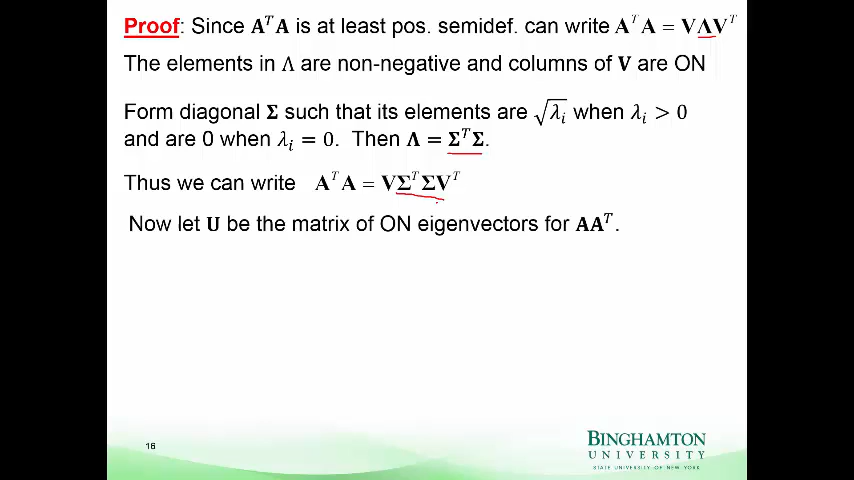 Proof: Since AᵀA is at least pos. semidef. can write AᵀA = VΛVᵀ
The elements in Λ are non-negative and columns of V are ON
Form diagonal Σ such that its elements are √λᵢ when λᵢ > 0
and are 0 when λᵢ = 0. Then Λ = ΣᵀΣ.
Thus we can write AᵀA = VΣᵀΣVᵀ
Now let U be the matrix of ON eigenvectors for AAᵀ.
16
BINGHAMTON
UNIVERSITY
STATE UNIVERSITY OF NEW YORK